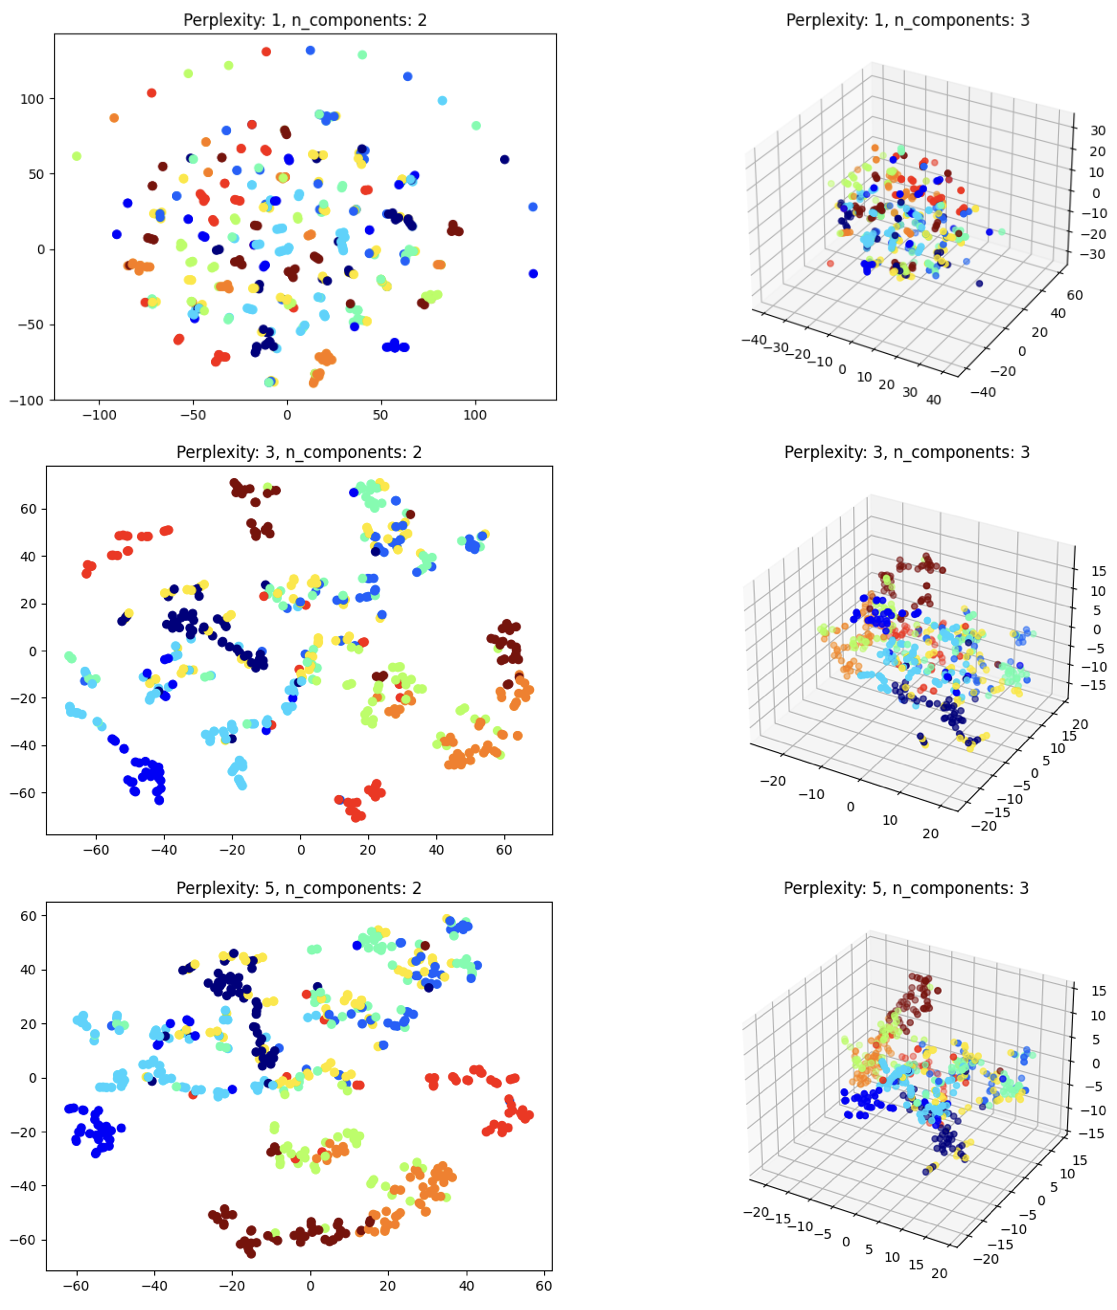 Perplexity: 1, n_components: 2
100
50
0
−50
−100
−100 −50 0 50 100
Perplexity: 1, n_components: 3
30
20
10
0
−10
−20
−30
−40 −30 −20 −10 0 10 20 30 40
−40 −20 0 20 40 60
Perplexity: 3, n_components: 2
60
40
20
0
−20
−40
−60
−60 −40 −20 0 20 40 60
Perplexity: 3, n_components: 3
15
10
5
0
−5
−10
−15
−20 −10 0 10 20
−20 −15 −10 −5 0 5 10 15 20
Perplexity: 5, n_components: 2
60
40
20
0
−20
−40
−60
−60 −40 −20 0 20 40 60
Perplexity: 5, n_components: 3
15
10
5
0
−5
−10
−15
−20 −15 −10 −5 0 5 10 15 20
−20 −15 −10 −5 0 5 10 15